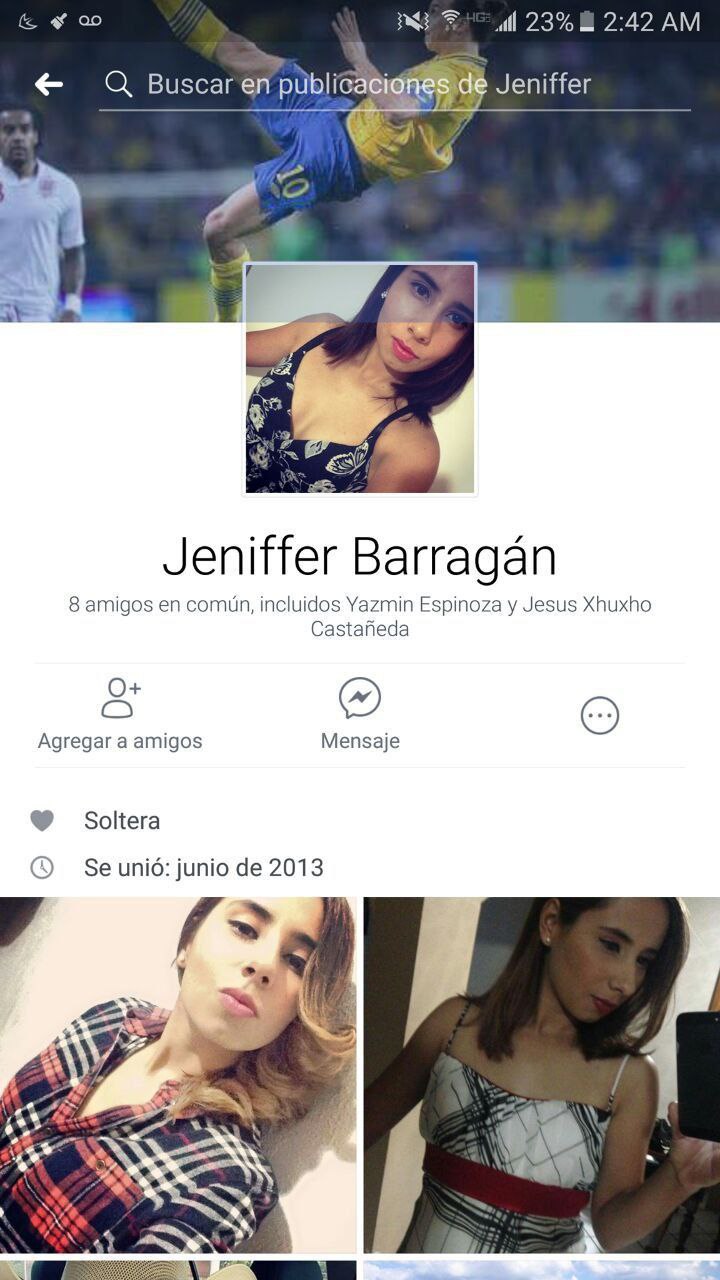 23% 2:42 AM
Buscar en publicaciones de Jeniffer
10
Jeniffer Barragán
8 amigos en común, incluidos Yazmin Espinoza y Jesus Xhuxho
Castañeda
Agregar a amigos
Mensaje
Soltera
Se unió: junio de 2013